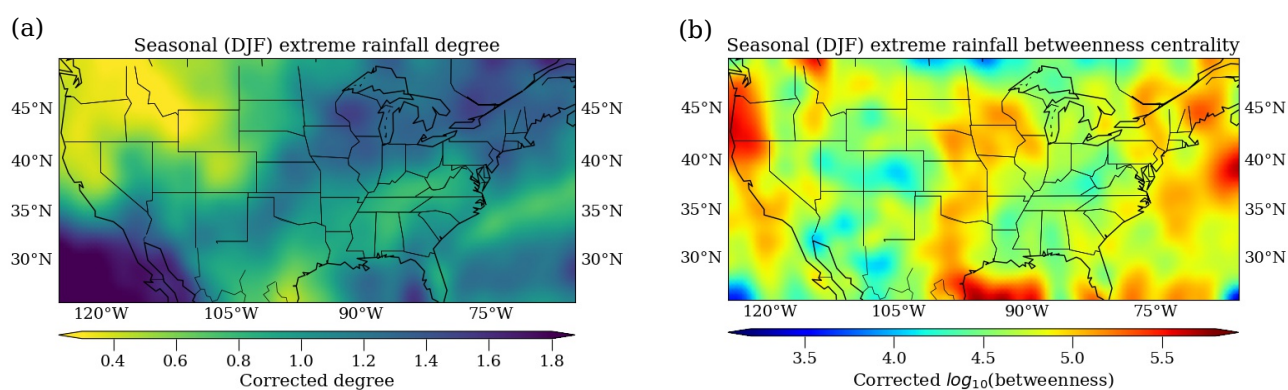 (a)
Seasonal (DJF) extreme rainfall degree
45°N
45°N
40°N
40°N
35°N
35°N
30°N
30°N
120°W
105°W
90°W
75°W
0.4
0.6
0.8
1.0
1.2
1.4
1.6
1.8
Corrected degree
(b)
Seasonal (DJF) extreme rainfall betweenness centrality
45°N
45°N
40°N
40°N
35°N
35°N
30°N
30°N
120°W
105°W
90°W
75°W
3.5
4.0
4.5
5.0
5.5
Corrected log₁₀(betweenness)